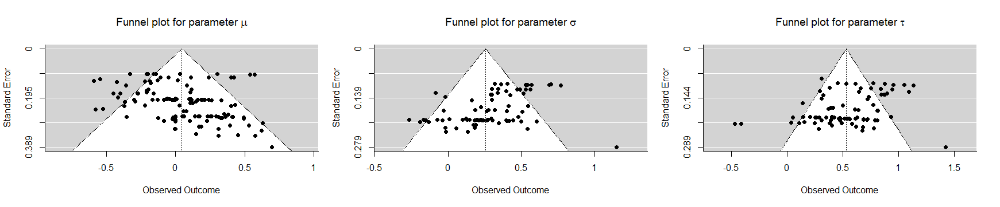 Funnel plot for parameter μ
Standard Error
0
0.195
0.389
-0.5
0
0.5
1
Observed Outcome
Funnel plot for parameter σ
Standard Error
0
0.139
0.279
-0.5
0
0.5
1
Observed Outcome
Funnel plot for parameter τ
Standard Error
0
0.144
0.289
-0.5
0
0.5
1
1.5
Observed Outcome